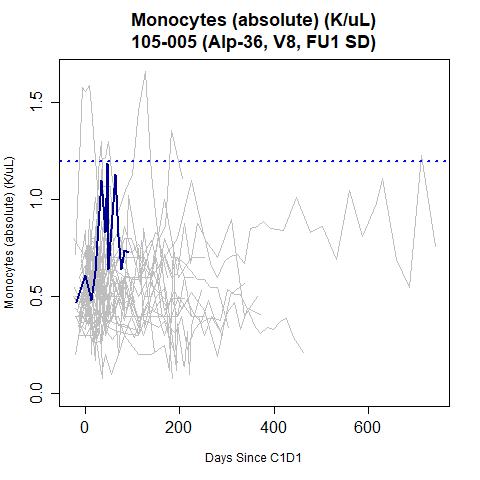 Monocytes (absolute) (K/uL)
105-005 (Alp-36, V8, FU1 SD)
Monocytes (absolute) (K/uL)
1.5
1.0
0.5
0.0
0 200 400 600
Days Since C1D1